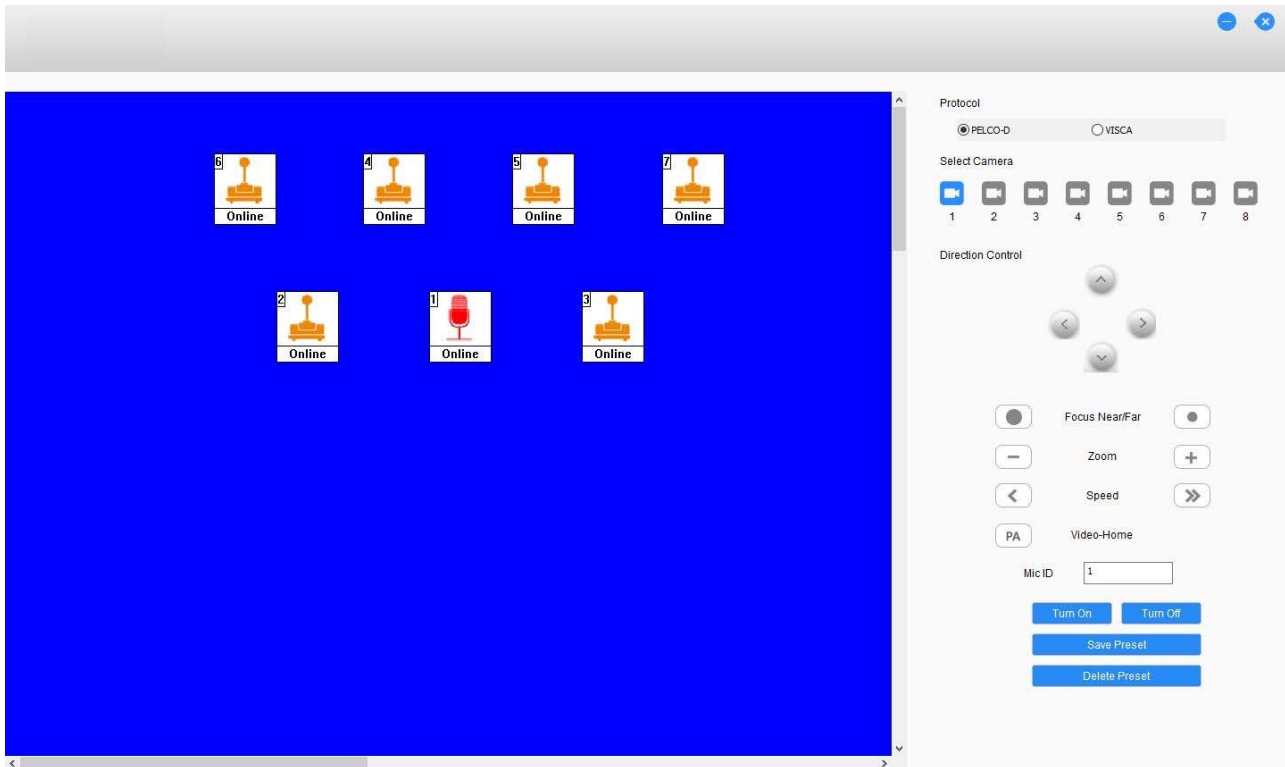 Protocol
PELCO-D VISCA
6 4 5 7
Online Online Online Online
Select Camera
1 2 3 4 5 6 7 8
Direction Control
2 1 3
Online Online Online
Focus Near/Far
Zoom
Speed
PA Video-Home
Mic ID 1
Turn On Turn Off
Save Preset
Delete Preset